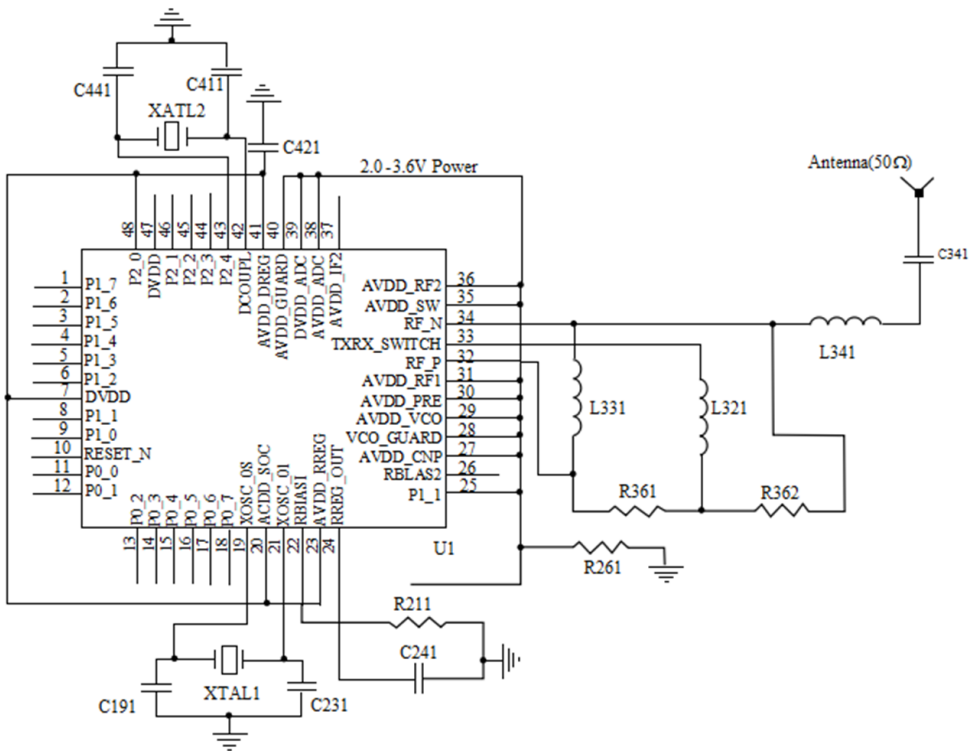 C441
C411
XATL2
C421
2.0-3.6V Power
Antenna(50Ω)
C341
48
47
46
45
44
43
42
41
40
39
38
37
P2_0
DVDD
P2_1
P2_2
P2_3
P2_4
DCOUPL
AVDD_DREG
AVDD_GUARD
DVDD_ADC
AVDD_ADC
AVDD_IF2
1 P1_7
2 P1_6
3 P1_5
4 P1_4
5 P1_3
6 P1_2
7 DVDD
8 P1_1
9 P1_0
10 RESET_N
11 P0_0
12 P0_1
AVDD_RF2 36
AVDD_SW 35
RF_N 34
TXRX_SWITCH 33
RF_P 32
AVDD_RF1 31
AVDD_PRE 30
AVDD_VCO 29
VCO_GUARD 28
AVDD_CNP 27
RBLAS2 26
P1_1 25
L341
L331
L321
R361
R362
P0_2
P0_3
P0_4
P0_5
P0_6
P0_7
XOSC_0S
ACDD_SOC
XOSC_01
RBIASI
AVDD_RREG
RREG_OUT
13
14
15
16
17
18
19
20
21
22
23
24
U1
R261
R211
C241
C191
XTAL1
C231